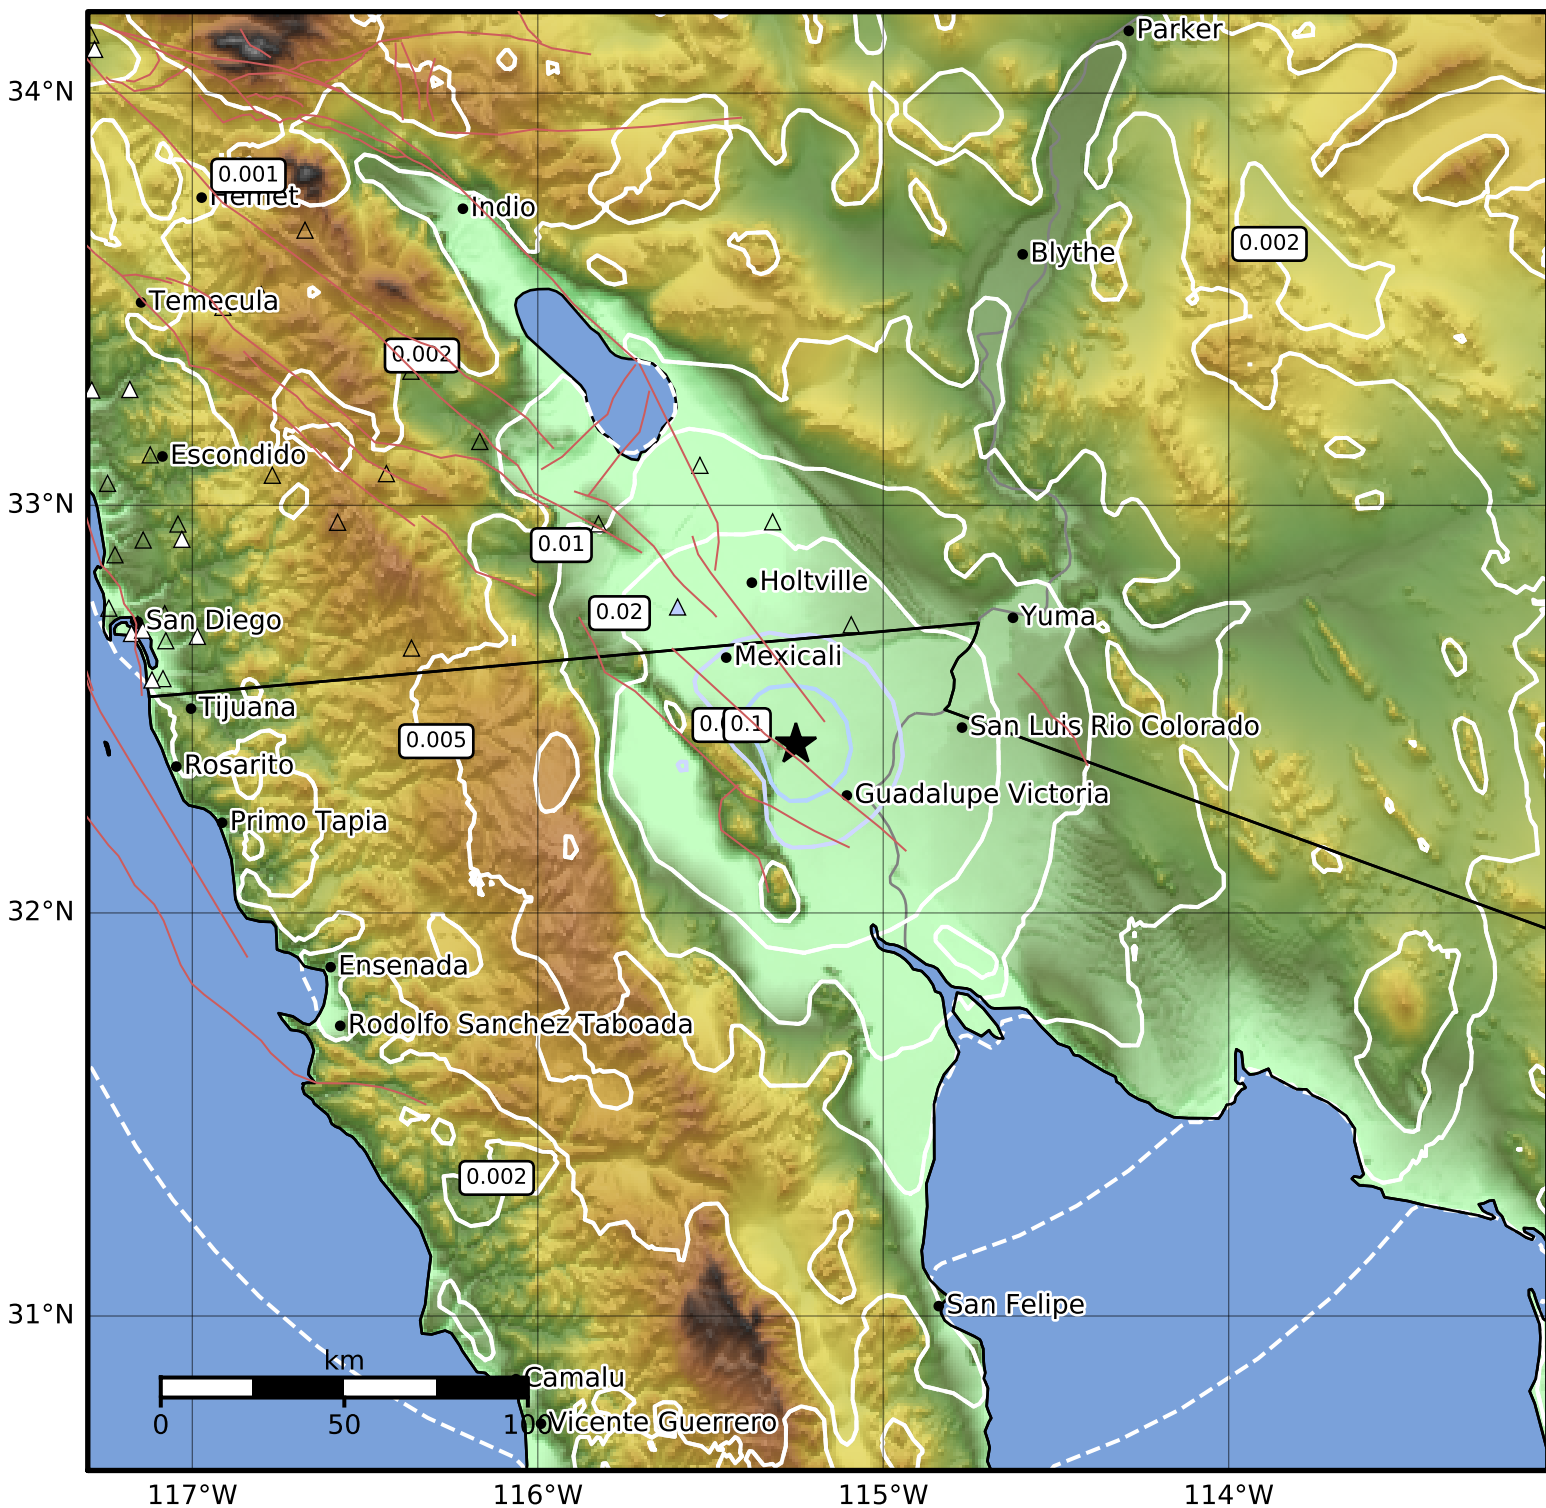 Parker
34°N
0.001
Hemet
Indio
0.002
Blythe
Temecula
0.002
Escondido
33°N
0.01
Holtville
0.02
Yuma
San Diego
Mexicali
Tijuana
0.1
San Luis Rio Colorado
0.005
Rosarito
Guadalupe Victoria
Primo Tapia
32°N
Ensenada
Rodolfo Sanchez Taboada
0.002
San Felipe
31°N
km
Camalu
0 50 100
Vicente Guerrero
117°W 116°W 115°W 114°W